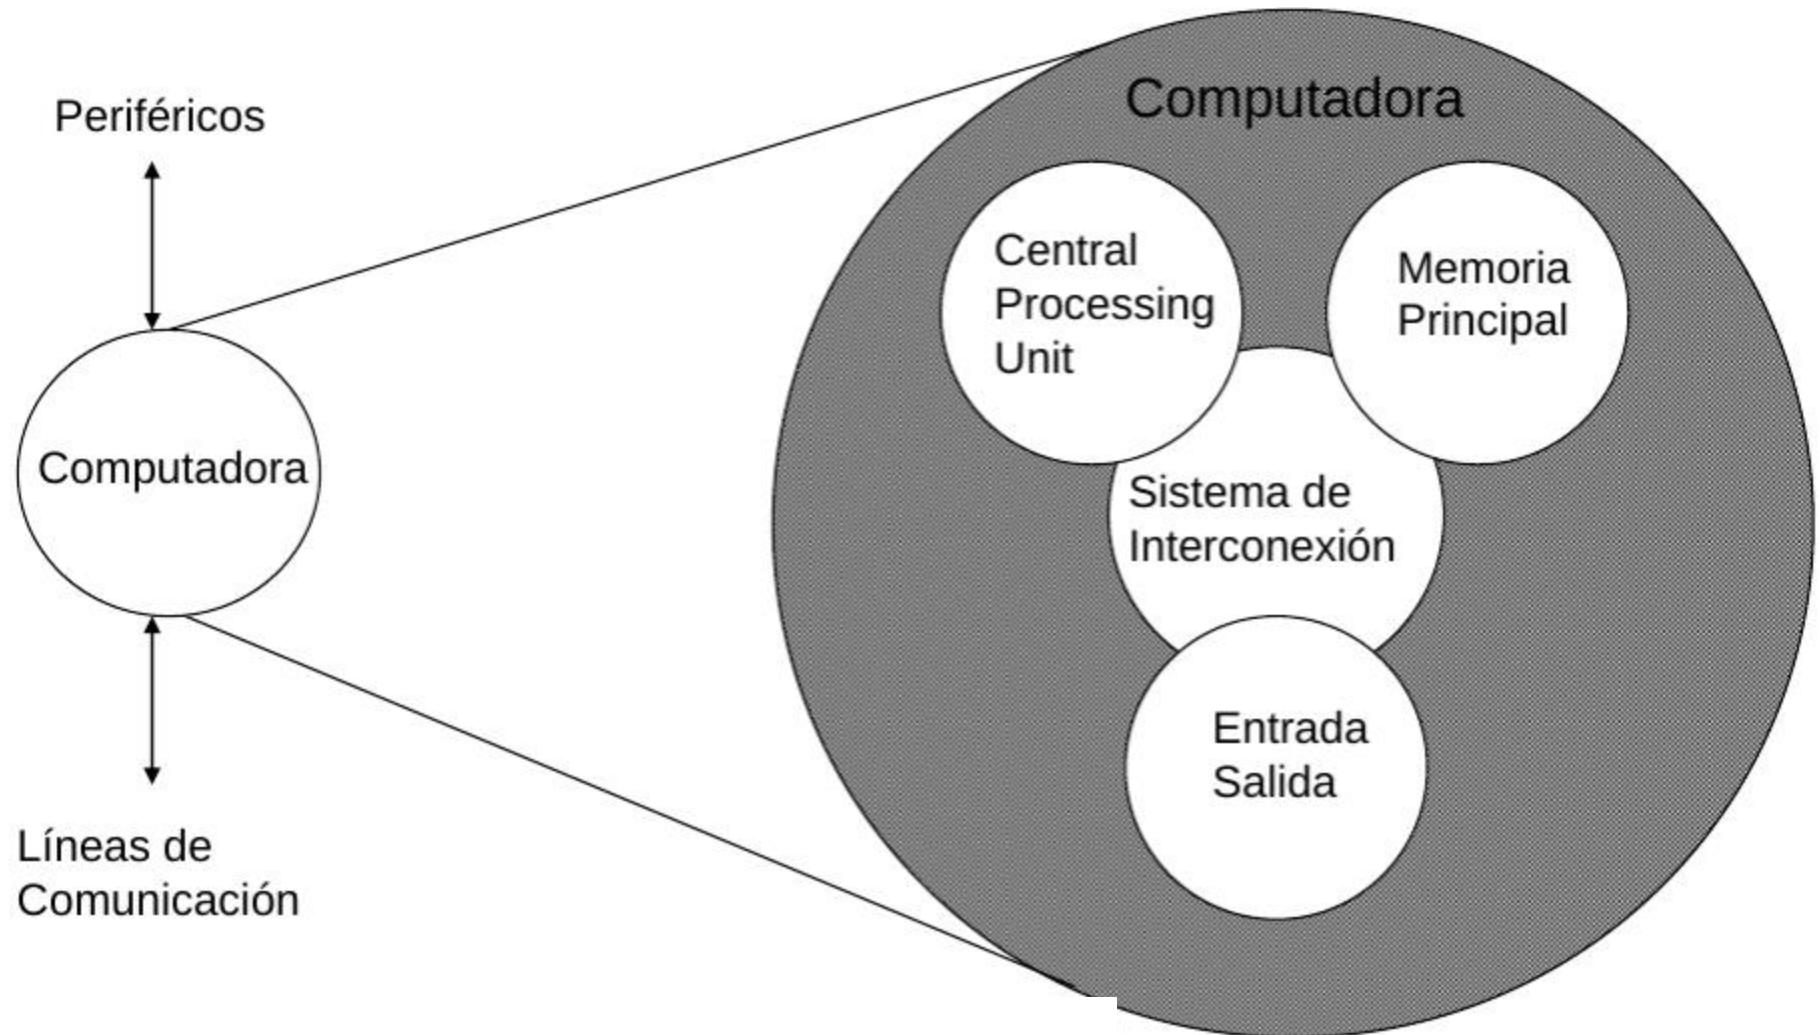 Periféricos
Computadora
Líneas de
Comunicación
Computadora
Central
Processing
Unit
Memoria
Principal
Sistema de
Interconexión
Entrada
Salida